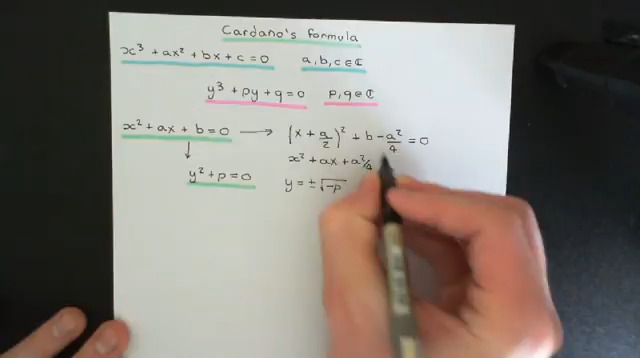 Cardano's formula
x³ + ax² + bx + c = 0 a, b, c ∈ ℂ
y³ + py + q = 0 p, q ∈ ℂ
x² + ax + b = 0 → (x + a/2)² + b - a²/4 = 0
x² + ax + a²/4
y² + p = 0 y = ± √-p